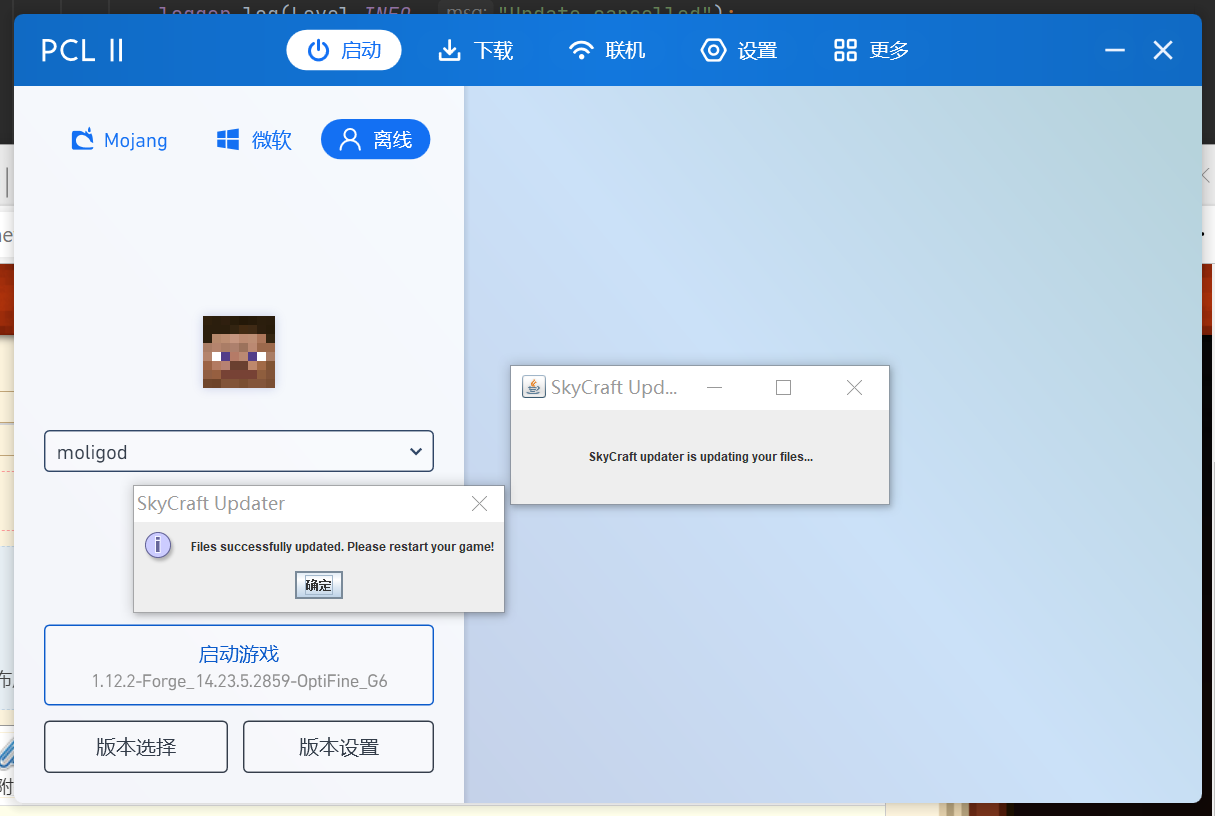 logger.log(Level.INFO, msg: "Update cancelled");
PCL II
启动
下载
联机
设置
更多
Mojang
微软
离线
moligod
SkyCraft Upd...
SkyCraft updater is updating your files...
SkyCraft Updater
Files successfully updated. Please restart your game!
确定
启动游戏
1.12.2-Forge_14.23.5.2859-OptiFine_G6
版本选择
版本设置
布
附